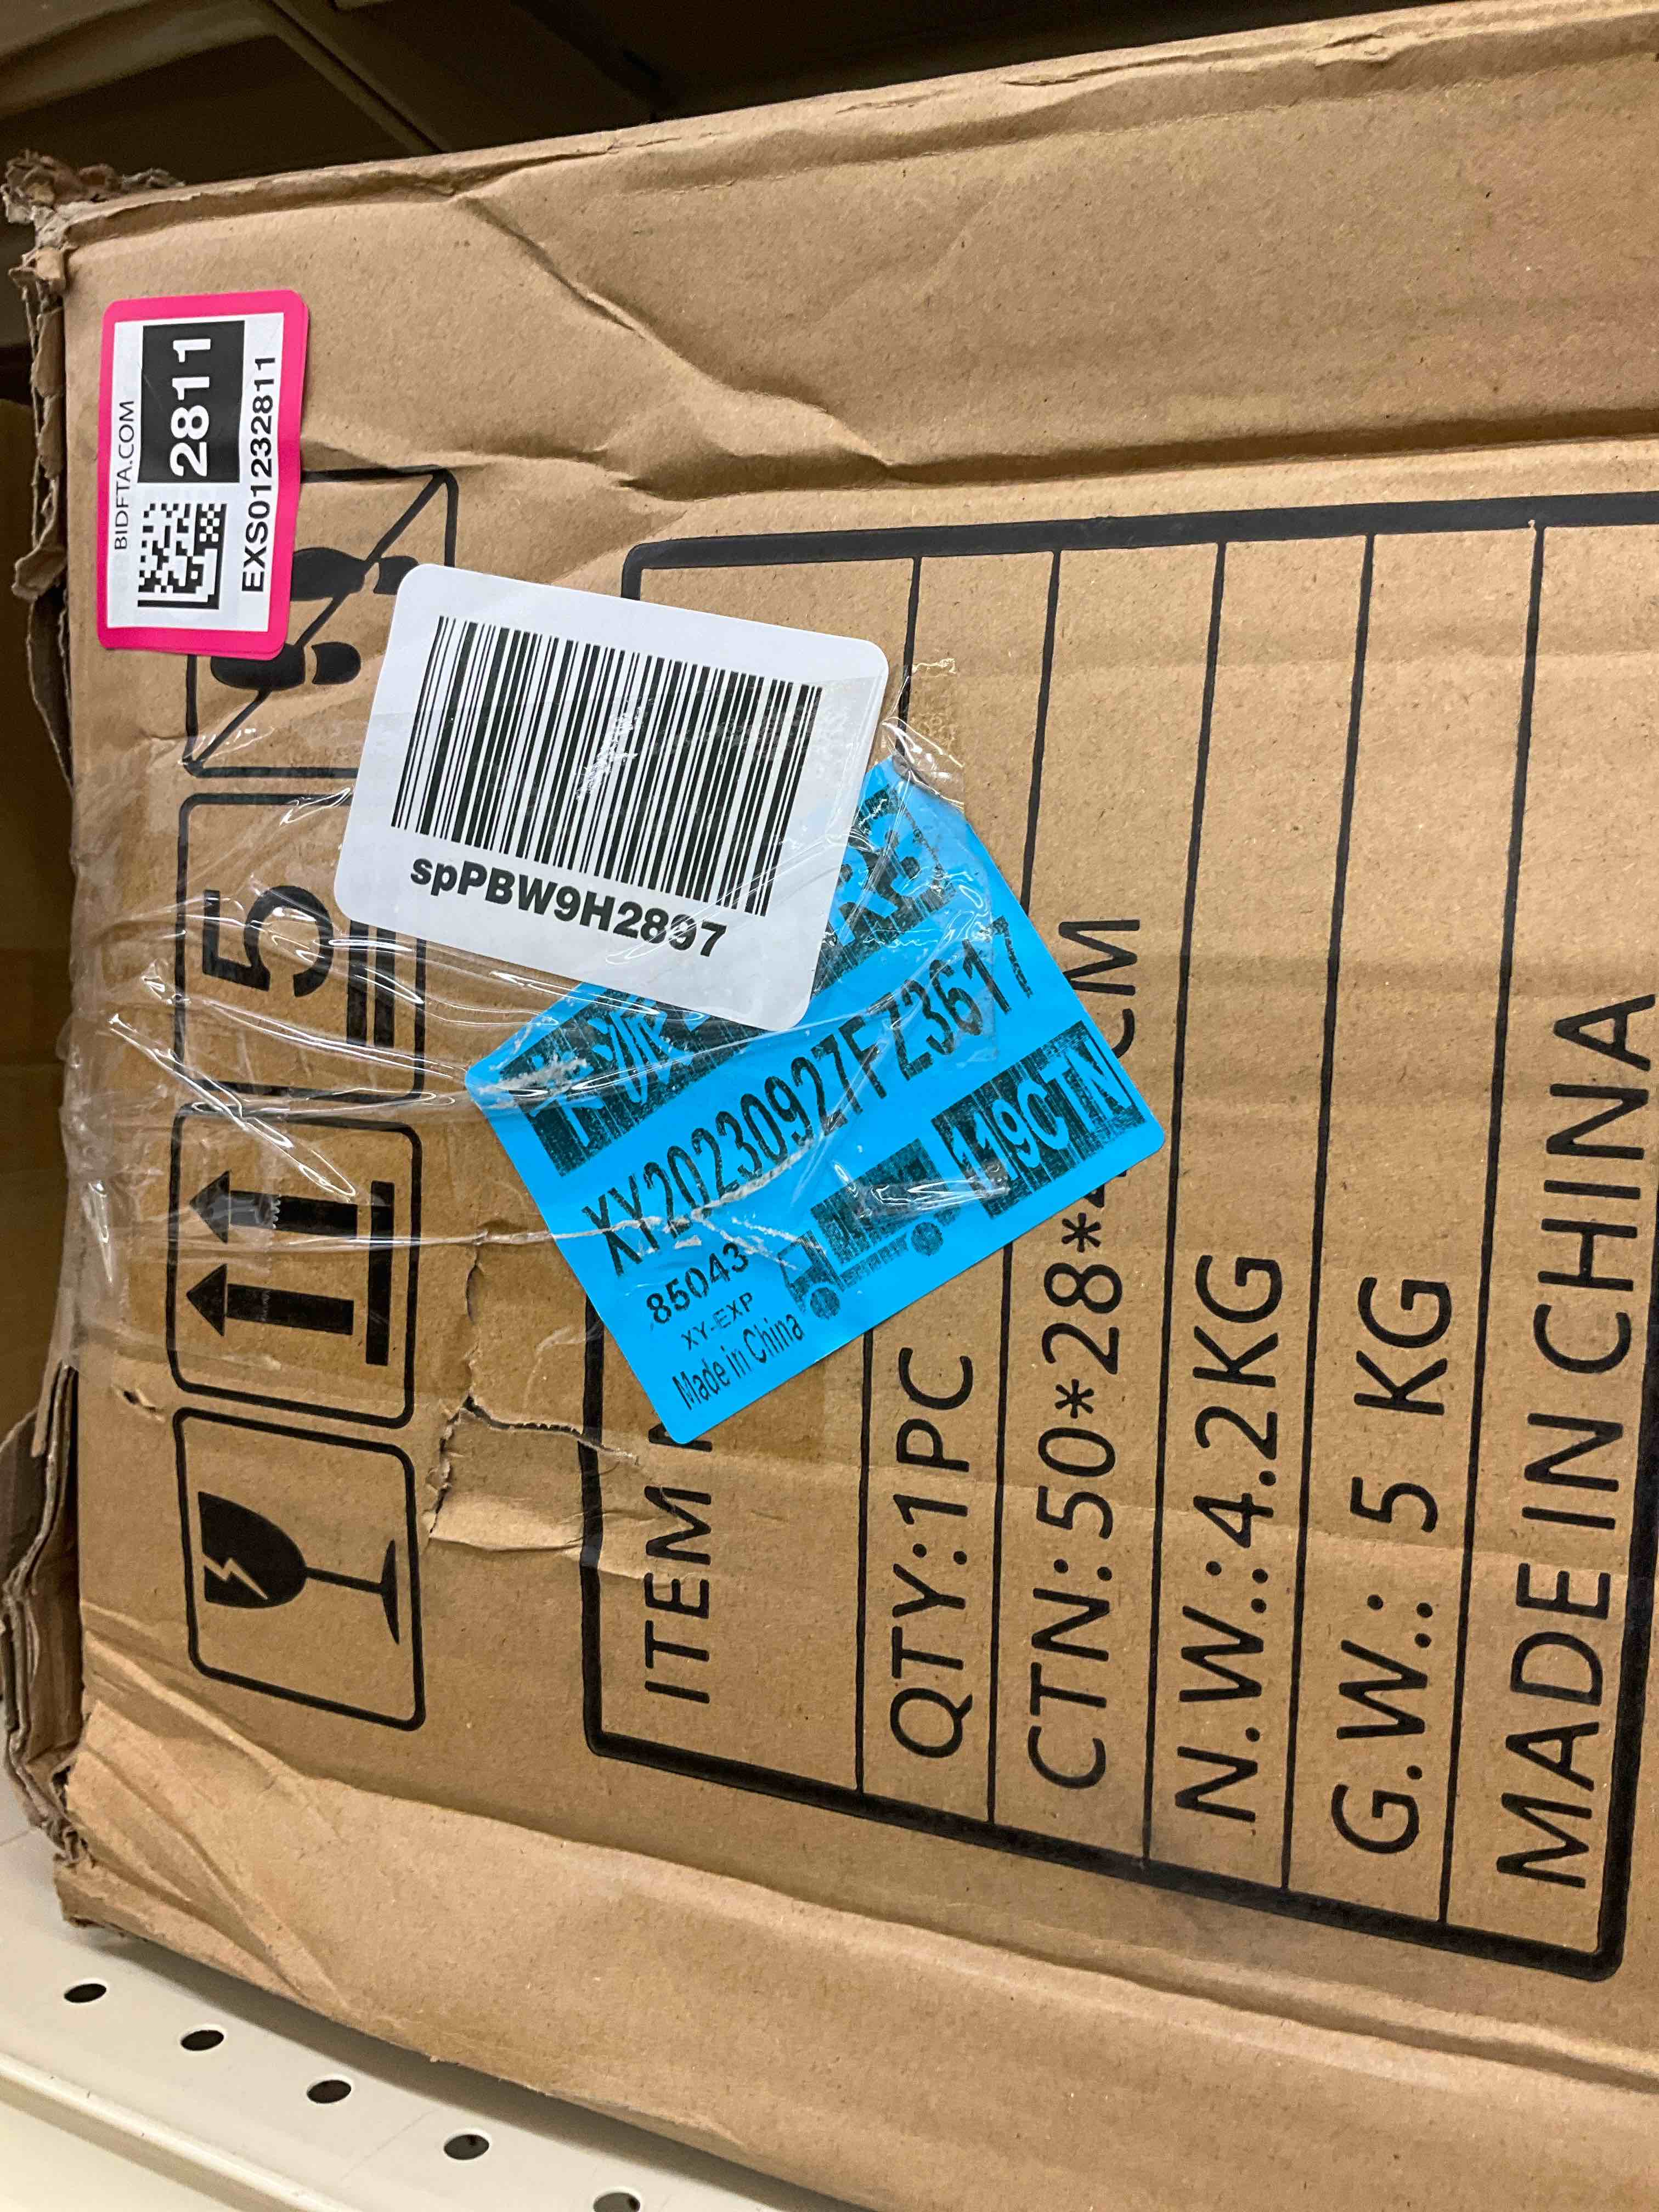 BIDFTA.COM
2811
EXS01232811
5
spPBW9H2897
XY20230927FZ3617
85043
119CTN
XY-EXP
Made in China
ITEM
QTY:1PC
CTN:50*28*
CM
N.W.:4.2KG
G.W.: 5 KG
MADE IN CHINA